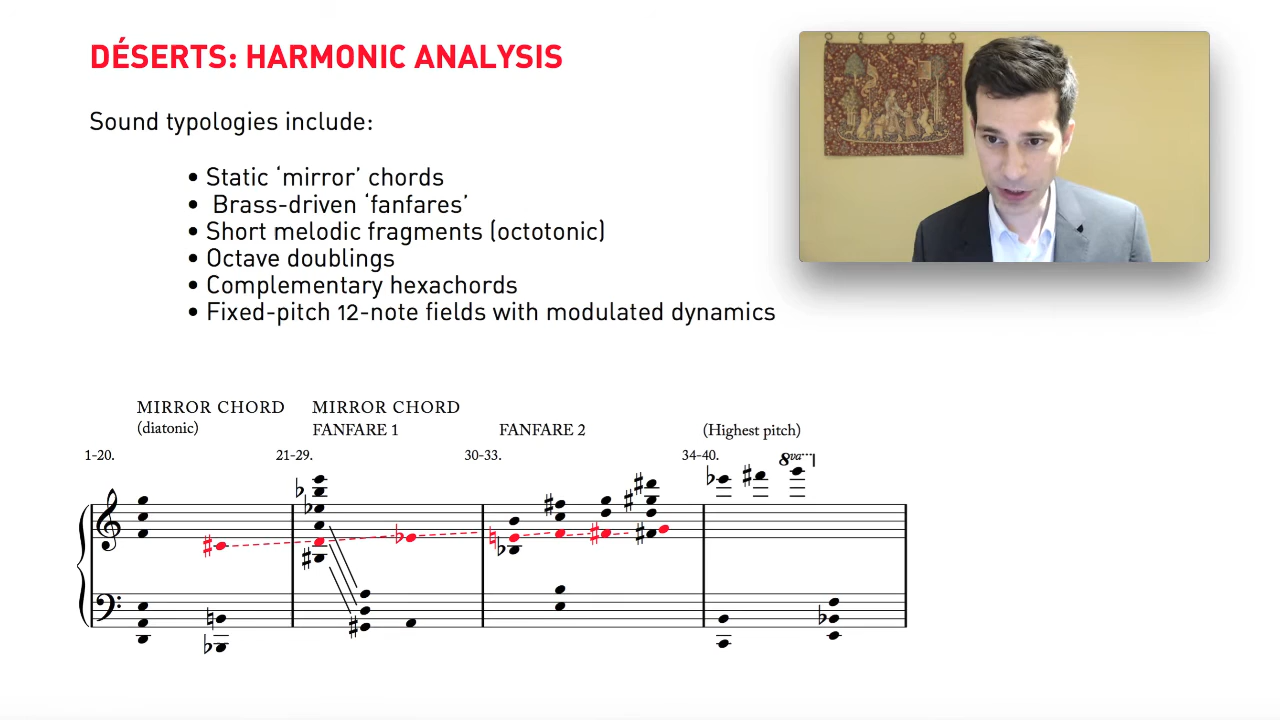 DÉSERTS: HARMONIC ANALYSIS
Sound typologies include:
• Static ‘mirror’ chords
• Brass-driven ‘fanfares’
• Short melodic fragments (octotonic)
• Octave doublings
• Complementary hexachords
• Fixed-pitch 12-note fields with modulated dynamics
MIRROR CHORD
(diatonic)
MIRROR CHORD
FANFARE 1
FANFARE 2
(Highest pitch)
1-20.
21-29.
30-33.
34-40.
8va